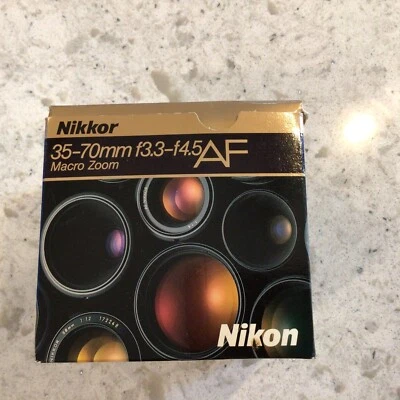 Nikkor
35-70mm f3.3-f4.5 AF
Macro Zoom
Nikon